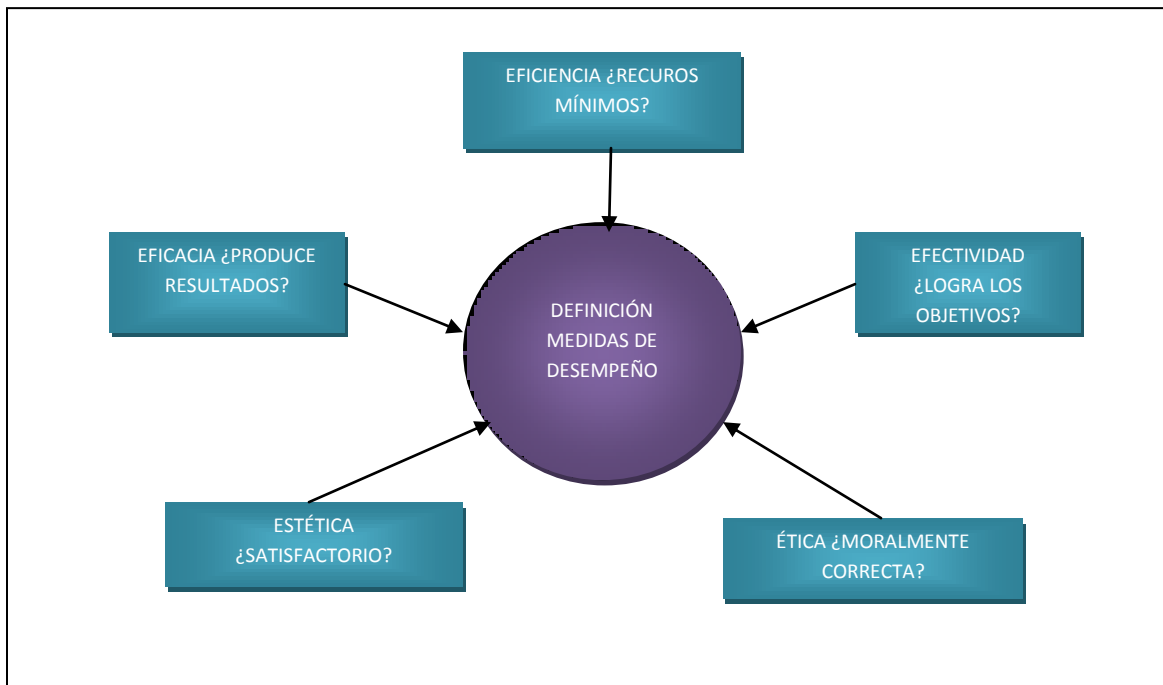 EFICIENCIA ¿RECUROS
MÍNIMOS?
EFICACIA ¿PRODUCE
RESULTADOS?
EFECTIVIDAD
¿LOGRA LOS
OBJETIVOS?
DEFINICIÓN
MEDIDAS DE
DESEMPEÑO
ESTÉTICA
¿SATISFACTORIO?
ÉTICA ¿MORALMENTE
CORRECTA?